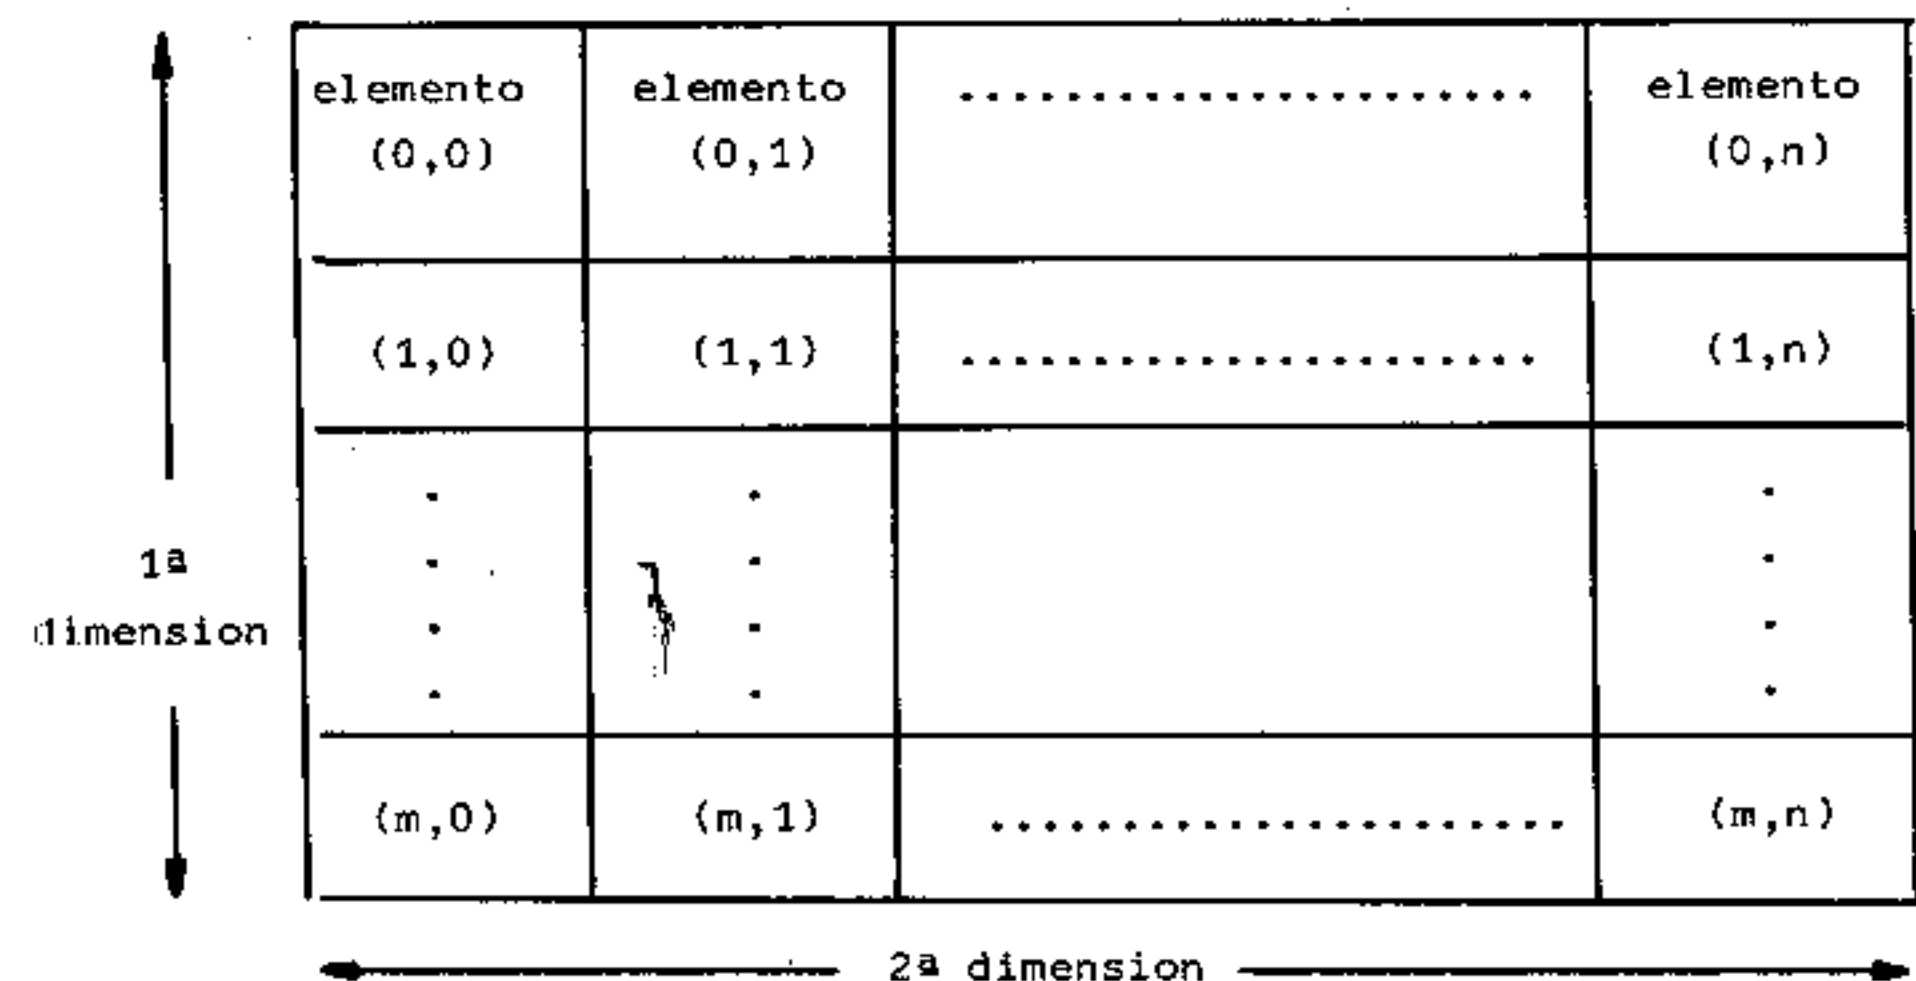 elemento elemento ...................... elemento
(0,0) (0,1) (0,n)
(1,0) (1,1) ...................... (1,n)
. . .
. . .
1ª
. . .
dimension
. . .
(m,0) (m,1) ...................... (m,n)
2ª dimension